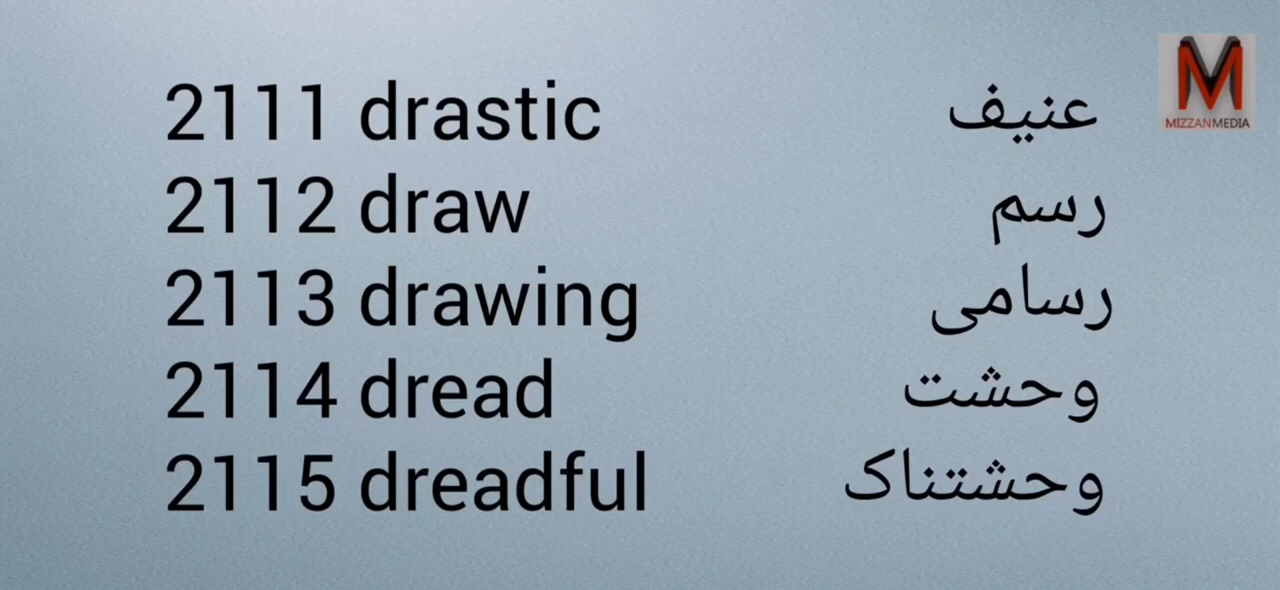 2111 drastic عنیف
2112 draw رسم
2113 drawing رسامی
2114 dread وحشت
2115 dreadful وحشتناک
MIZZANMEDIA